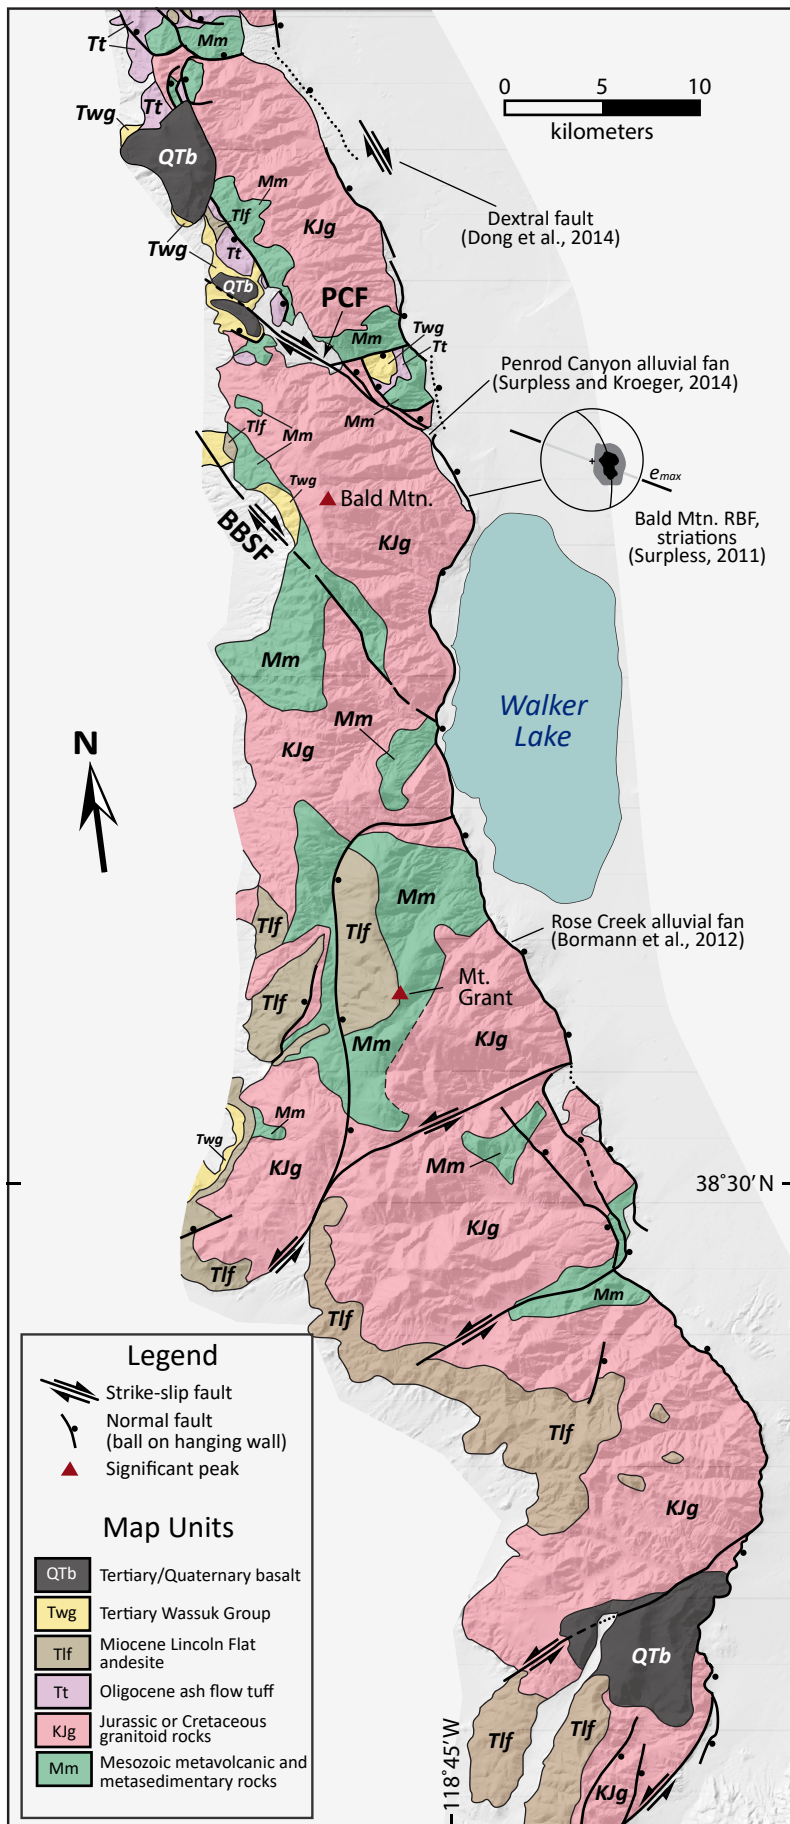 Tt
Mm
0 5 10
kilometers
Tt
Twg
QTb
Mm
Tlf
KJg
Dextral fault
(Dong et al., 2014)
Twg
Tt
QTb
PCF
Mm
Twg
Tt
Penrod Canyon alluvial fan
(Surpless and Kroeger, 2014)
Tlf
Mm
Mm
Twg
Bald Mtn.
emax
BBSF
KJg
Bald Mtn. RBF,
striations
(Surpless, 2011)
Mm
Walker
Lake
Mm
N
KJg
Mm
Tlf
Tlf
Rose Creek alluvial fan
(Bormann et al., 2012)
Tlf
Mt.
Grant
Mm
KJg
Mm
Twg
KJg
Mm
38°30'N
KJg
Tlf
Mm
Tlf
Legend
Strike-slip fault
Normal fault
(ball on hanging wall)
Significant peak
Tlf
KJg
Map Units
QTb Tertiary/Quaternary basalt
Twg Tertiary Wassuk Group
Tlf Miocene Lincoln Flat
andesite
Tt Oligocene ash flow tuff
KJg Jurassic or Cretaceous
granitoid rocks
Mm Mesozoic metavolcanic and
metasedimentary rocks
QTb
Tlf
Tlf
KJg
118°45'W